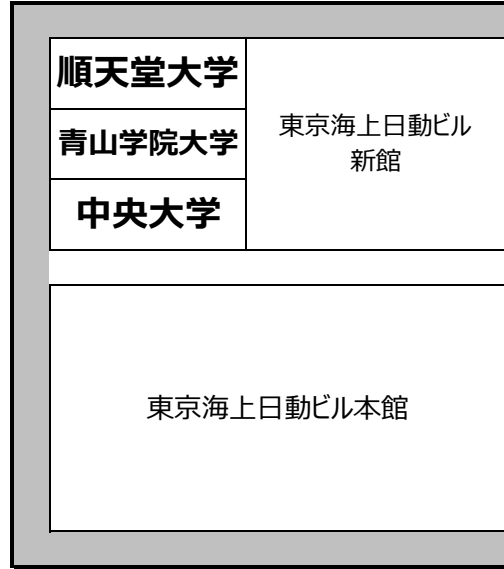 順天堂大学
青山学院大学
中央大学
東京海上日動ビル
新館
東京海上日動ビル本館